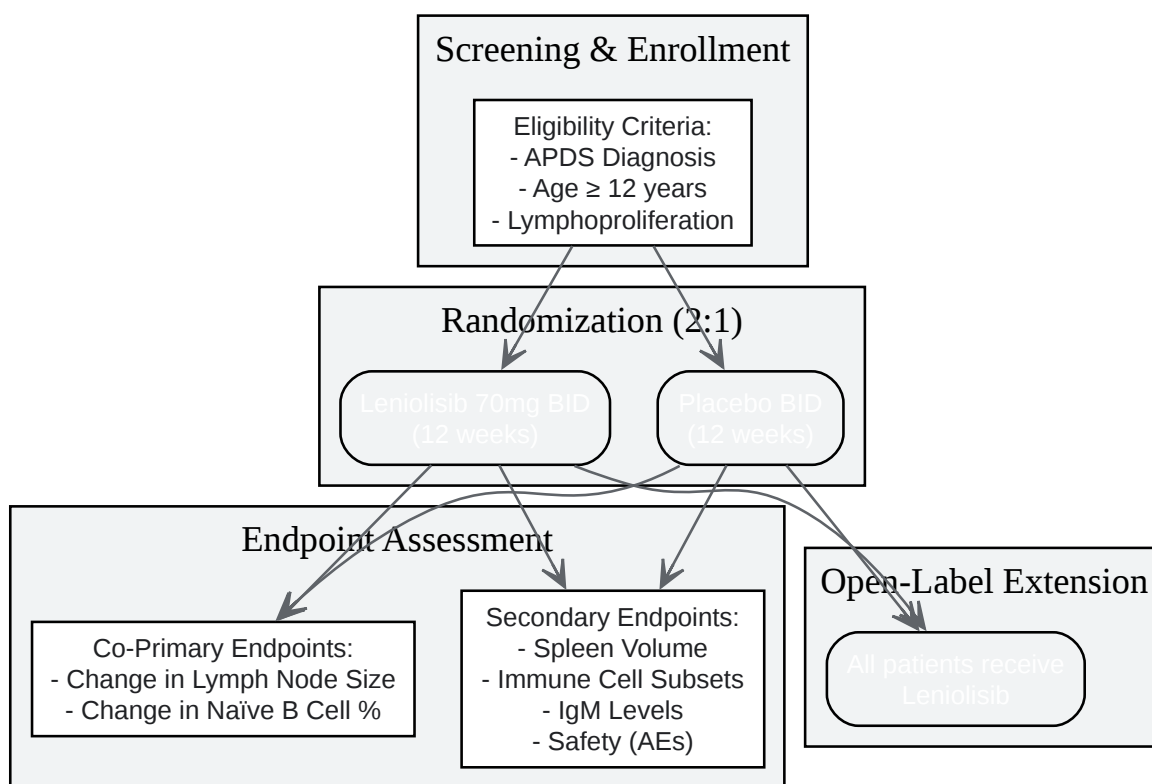 Screening & Enrollment
Eligibility Criteria:
- APDS Diagnosis
- Age ≥ 12 years
- Lymphoproliferation
Randomization (2:1)
Leniolisib 70mg BID
(12 weeks)
Placebo BID
(12 weeks)
Endpoint Assessment
Co-Primary Endpoints:
- Change in Lymph Node Size
- Change in Naïve B Cell %
Secondary Endpoints:
- Spleen Volume
- Immune Cell Subsets
- IgM Levels
- Safety (AEs)
Open-Label Extension
All patients receive
Leniolisib